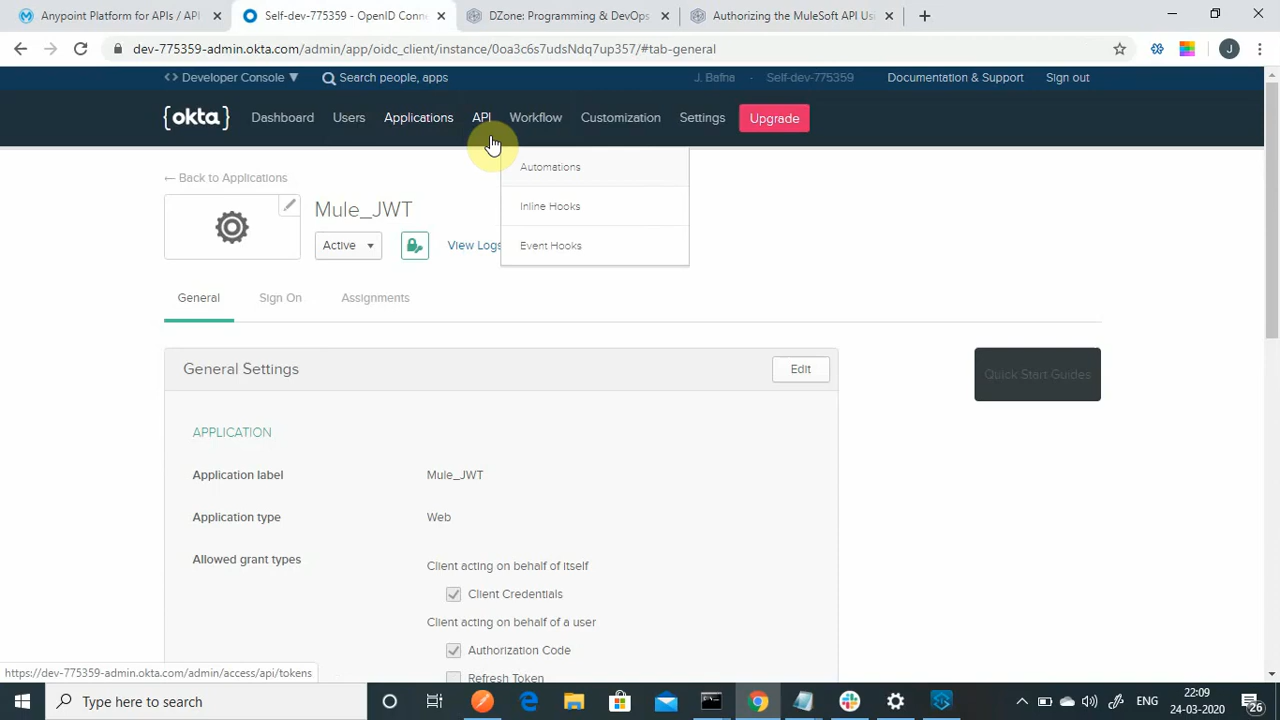 Anypoint Platform for APIs / API
Self-dev-775359 - OpenID Conne
DZone: Programming & DevOps
Authorizing the MuleSoft API Us
dev-775359-admin.okta.com/admin/app/oidc_client/instance/0oa3c6s7udsNdq7up357/#tab-general
J
<> Developer Console
Search people, apps
J. Bafna
Self-dev-775359
Documentation & Support
Sign out
{okta}
Dashboard
Users
Applications
API
Workflow
Customization
Settings
Upgrade
Automations
Inline Hooks
Event Hooks
← Back to Applications
Mule_JWT
Active
View Logs
General
Sign On
Assignments
General Settings
Edit
Quick Start Guides
APPLICATION
Application label
Mule_JWT
Application type
Web
Allowed grant types
Client acting on behalf of itself
Client Credentials
Client acting on behalf of a user
Authorization Code
Refresh Token
https://dev-775359-admin.okta.com/admin/access/api/tokens
Type here to search
ENG
22:09
24-03-2020
26